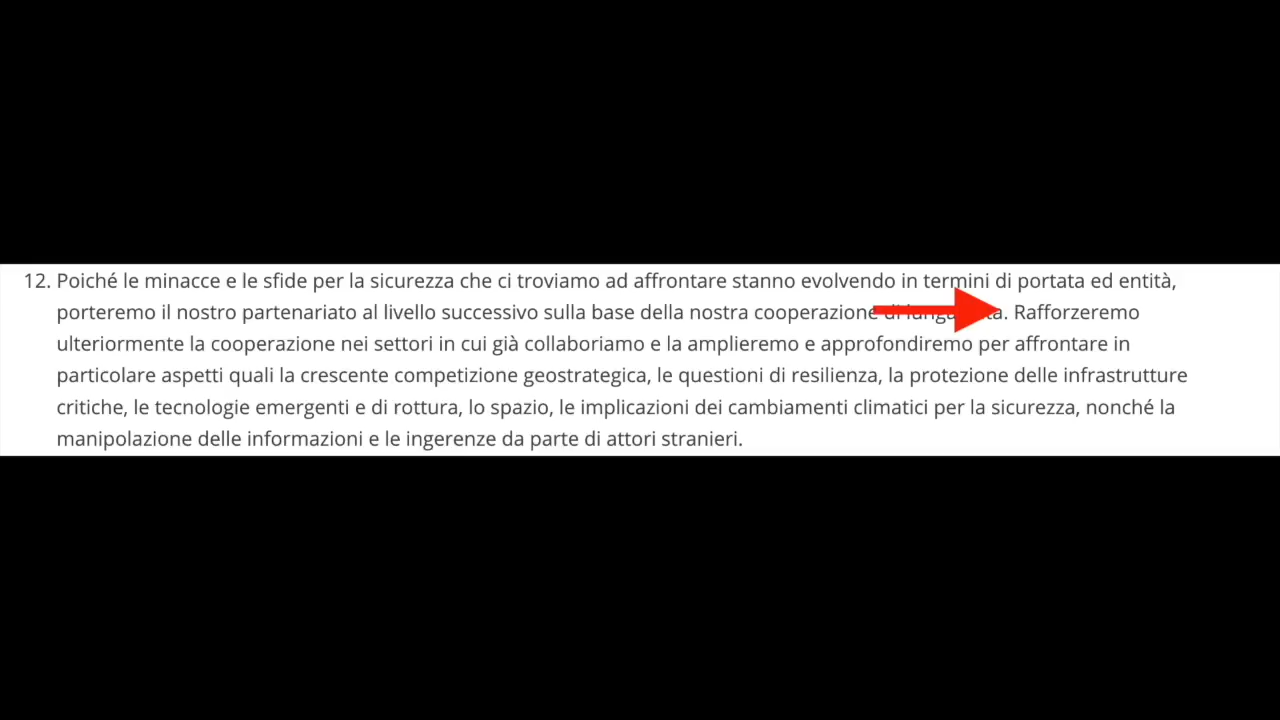 12. Poiché le minacce e le sfide per la sicurezza che ci troviamo ad affrontare stanno evolvendo in termini di portata ed entità,
porteremo il nostro partenariato al livello successivo sulla base della nostra cooperazione di lunga data. Rafforzeremo
ulteriormente la cooperazione nei settori in cui già collaboriamo e la amplieremo e approfondiremo per affrontare in
particolare aspetti quali la crescente competizione geostrategica, le questioni di resilienza, la protezione delle infrastrutture
critiche, le tecnologie emergenti e di rottura, lo spazio, le implicazioni dei cambiamenti climatici per la sicurezza, nonché la
manipolazione delle informazioni e le ingerenze da parte di attori stranieri.